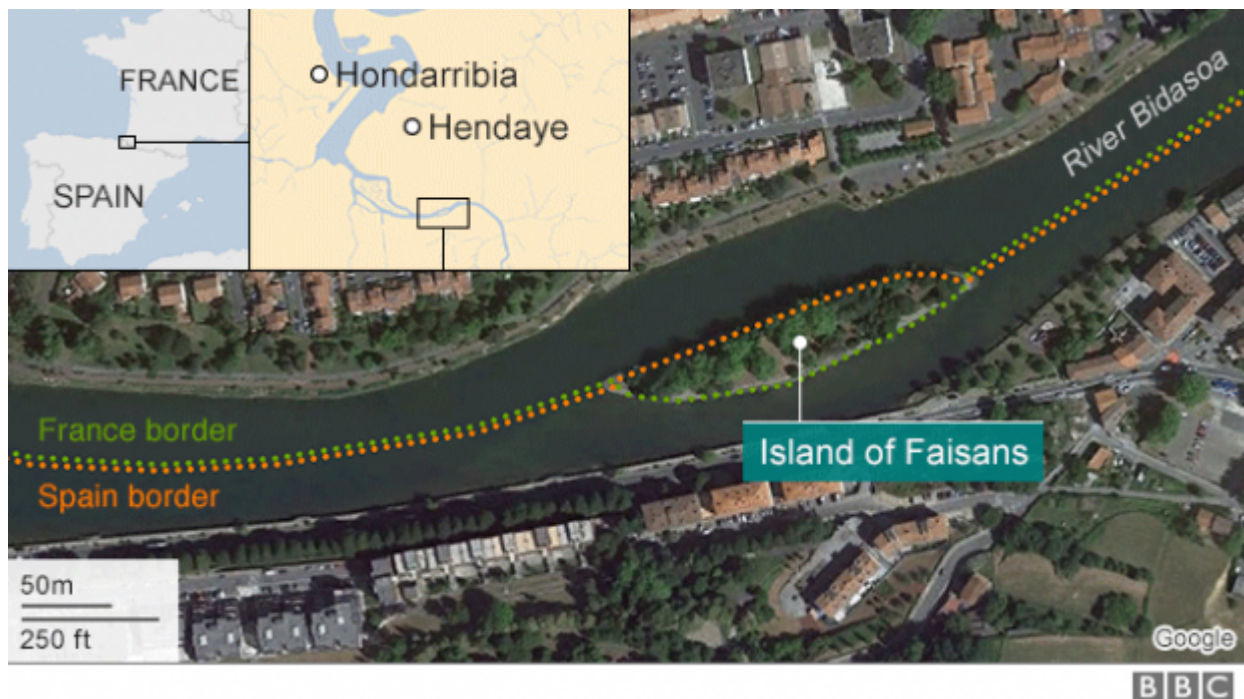 FRANCE
SPAIN
Hondarribia
Hendaye
River Bidasoa
France border
Spain border
Island of Faisans
50m
250 ft
Google
BBC